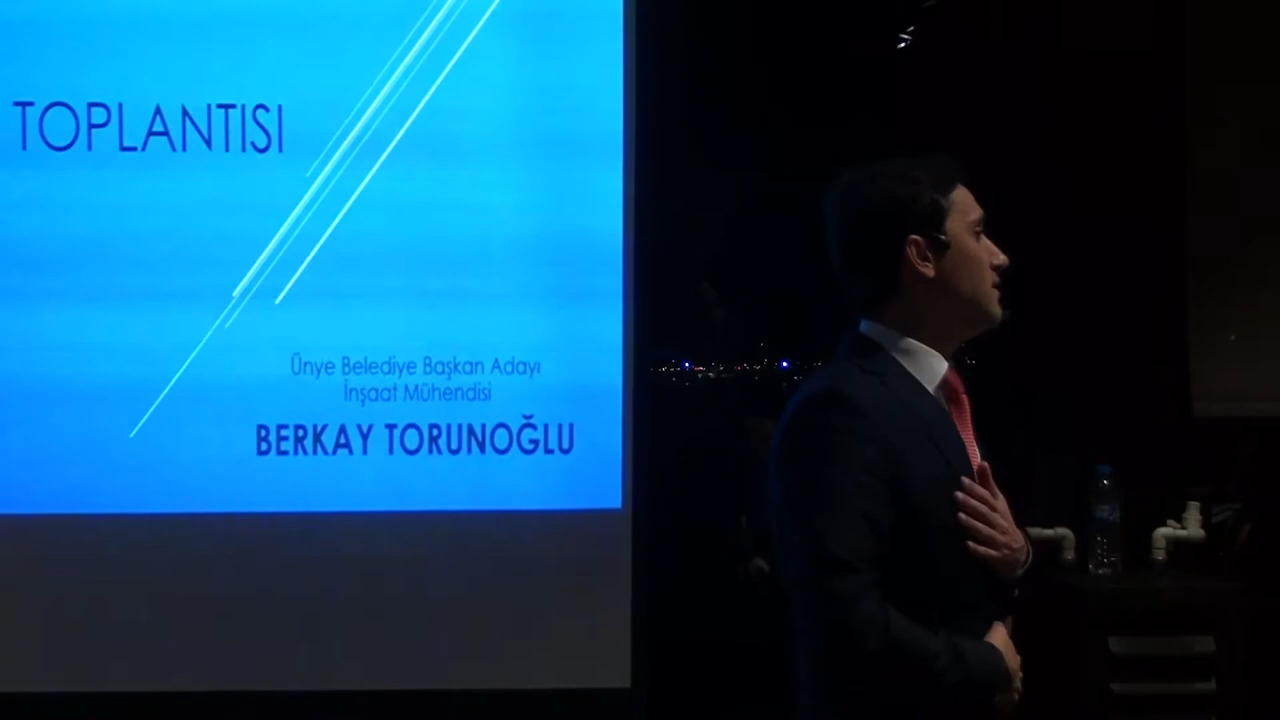 TOPLANTISI
Ünye Belediye Başkan Adayı
İnşaat Mühendisi
BERKAY TORUNOĞLU